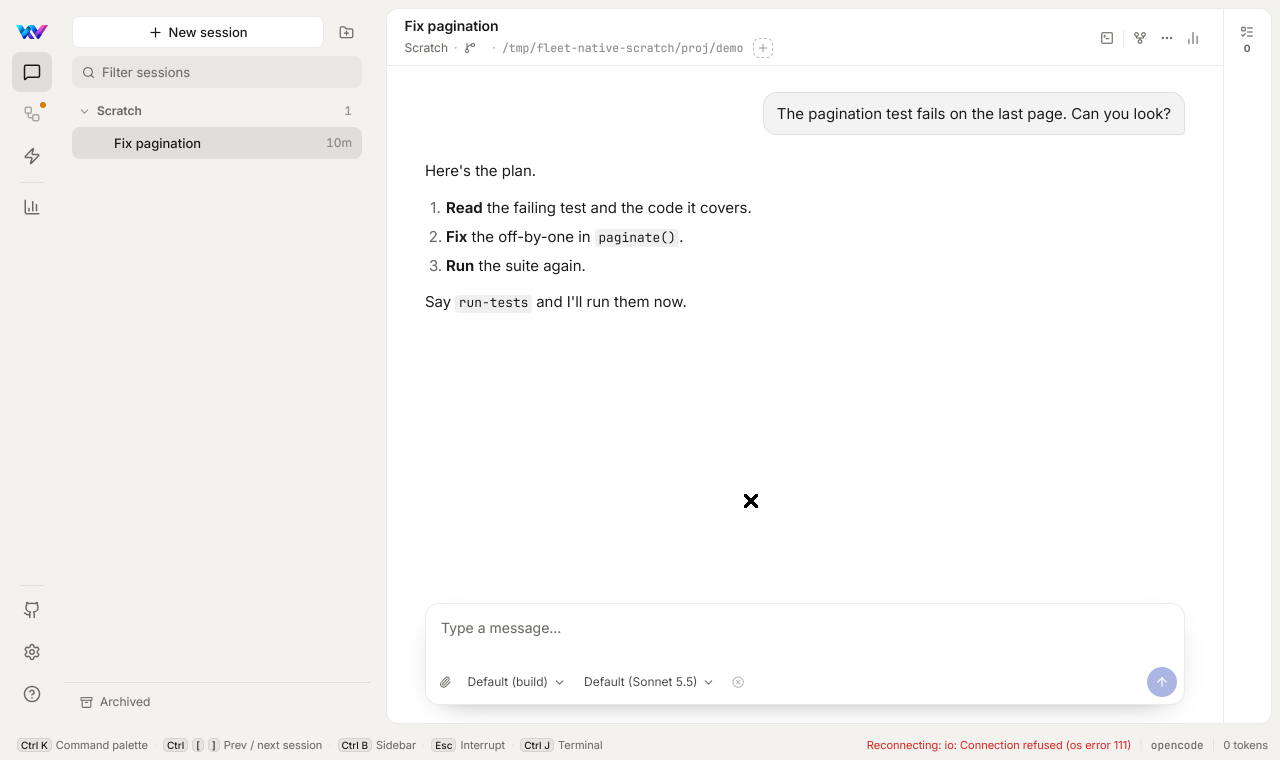 New session
Filter sessions
Scratch 1
Fix pagination 10m
Archived
Fix pagination
Scratch · · /tmp/fleet-native-scratch/proj/demo
0
The pagination test fails on the last page. Can you look?
Here's the plan.
1. Read the failing test and the code it covers.
2. Fix the off-by-one in paginate().
3. Run the suite again.
Say run-tests and I'll run them now.
Type a message...
Default (build) Default (Sonnet 5.5)
Ctrl K Command palette · Ctrl [ ] Prev / next session · Ctrl B Sidebar · Esc Interrupt · Ctrl J Terminal Reconnecting: io: Connection refused (os error 111) opencode 0 tokens